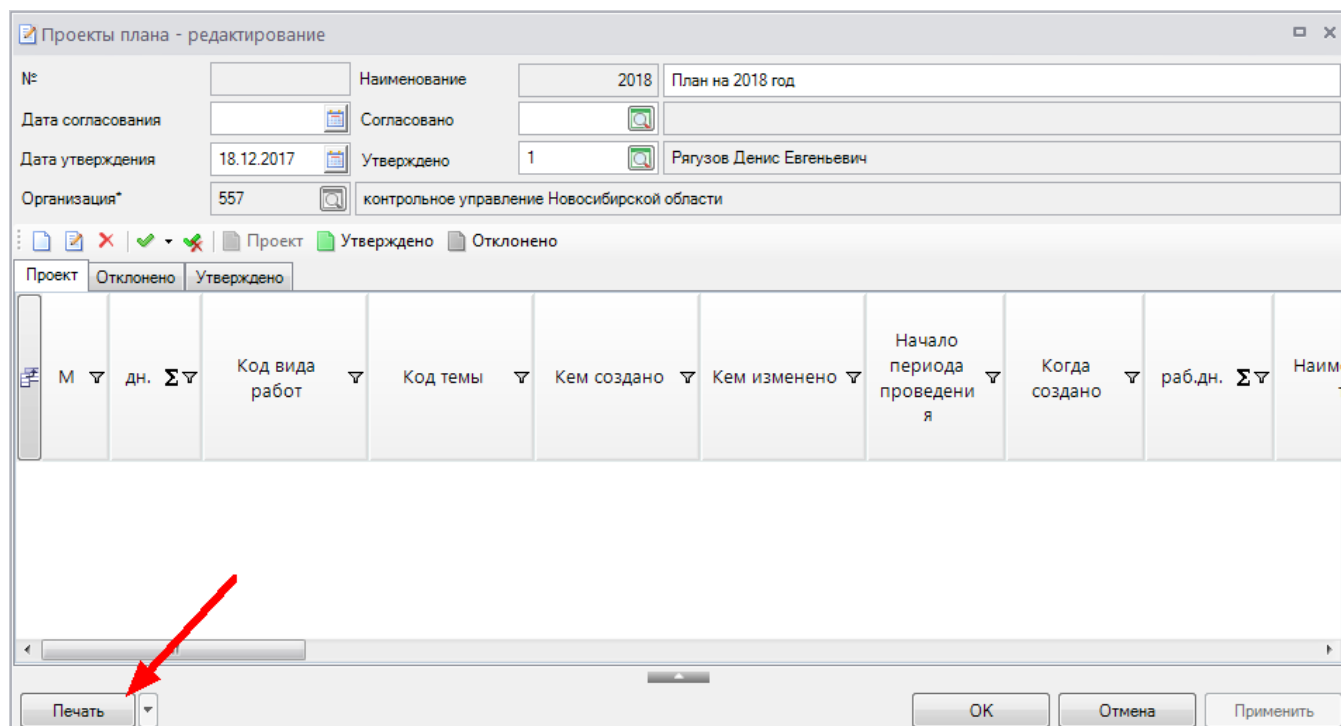 Проекты плана - редактирование
№ Наименование 2018 План на 2018 год
Дата согласования Согласовано
Дата утверждения 18.12.2017 Утверждено 1 Рягузов Денис Евгеньевич
Организация* 557 контрольное управление Новосибирской области
Проект Утверждено Отклонено
Проект Отклонено Утверждено
М дн. Σ Код вида работ Код темы Кем создано Кем изменено Начало периода проведения Когда создано раб.дн. Σ Наим
Печать OK Отмена Применить